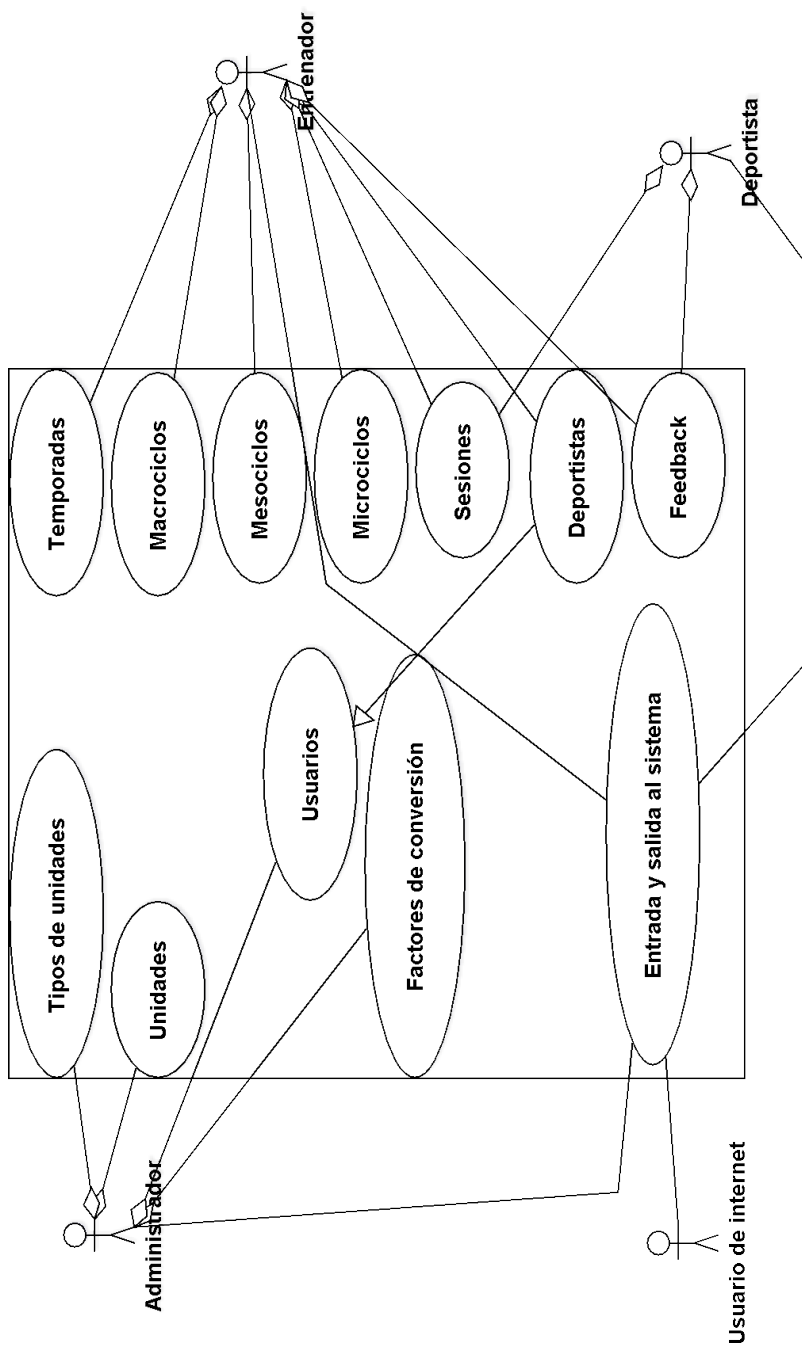 Administrador
Usuario de internet
Tipos de unidades
Unidades
Usuarios
Factores de conversión
Entrada y salida al sistema
Temporadas
Macrociclos
Mesociclos
Microciclos
Sesiones
Deportistas
Feedback
Entrenador
Deportista